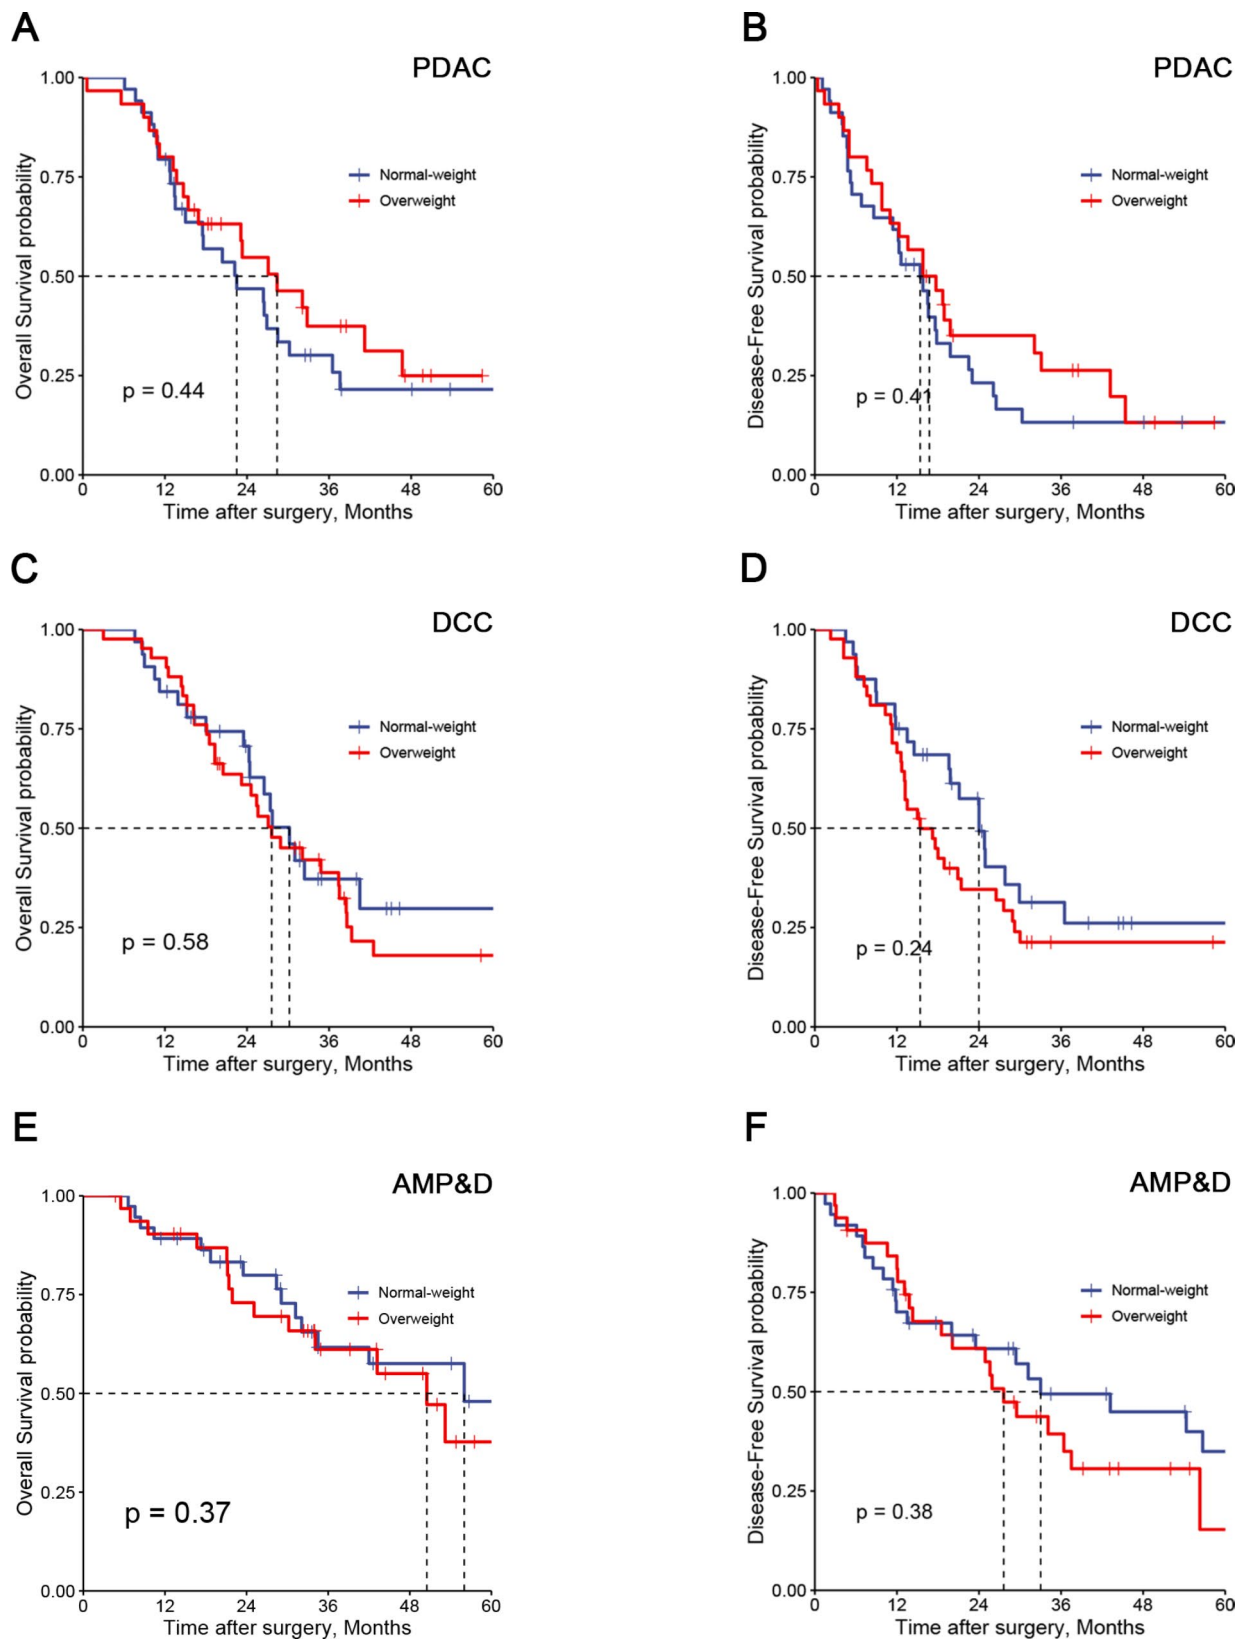 A
PDAC
Overall Survival probability
1.00
0.75
0.50
0.25
0.00
Normal-weight
Overweight
p = 0.44
0 12 24 36 48 60
Time after surgery, Months
B
PDAC
Disease-Free Survival probability
1.00
0.75
0.50
0.25
0.00
Normal-weight
Overweight
p = 0.41
0 12 24 36 48 60
Time after surgery, Months
C
DCC
Overall Survival probability
1.00
0.75
0.50
0.25
0.00
Normal-weight
Overweight
p = 0.58
0 12 24 36 48 60
Time after surgery, Months
D
DCC
Disease-Free Survival probability
1.00
0.75
0.50
0.25
0.00
Normal-weight
Overweight
p = 0.24
0 12 24 36 48 60
Time after surgery, Months
E
AMP&D
Overall Survival probability
1.00
0.75
0.50
0.25
0.00
Normal-weight
Overweight
p = 0.37
0 12 24 36 48 60
Time after surgery, Months
F
AMP&D
Disease-Free Survival probability
1.00
0.75
0.50
0.25
0.00
Normal-weight
Overweight
p = 0.38
0 12 24 36 48 60
Time after surgery, Months